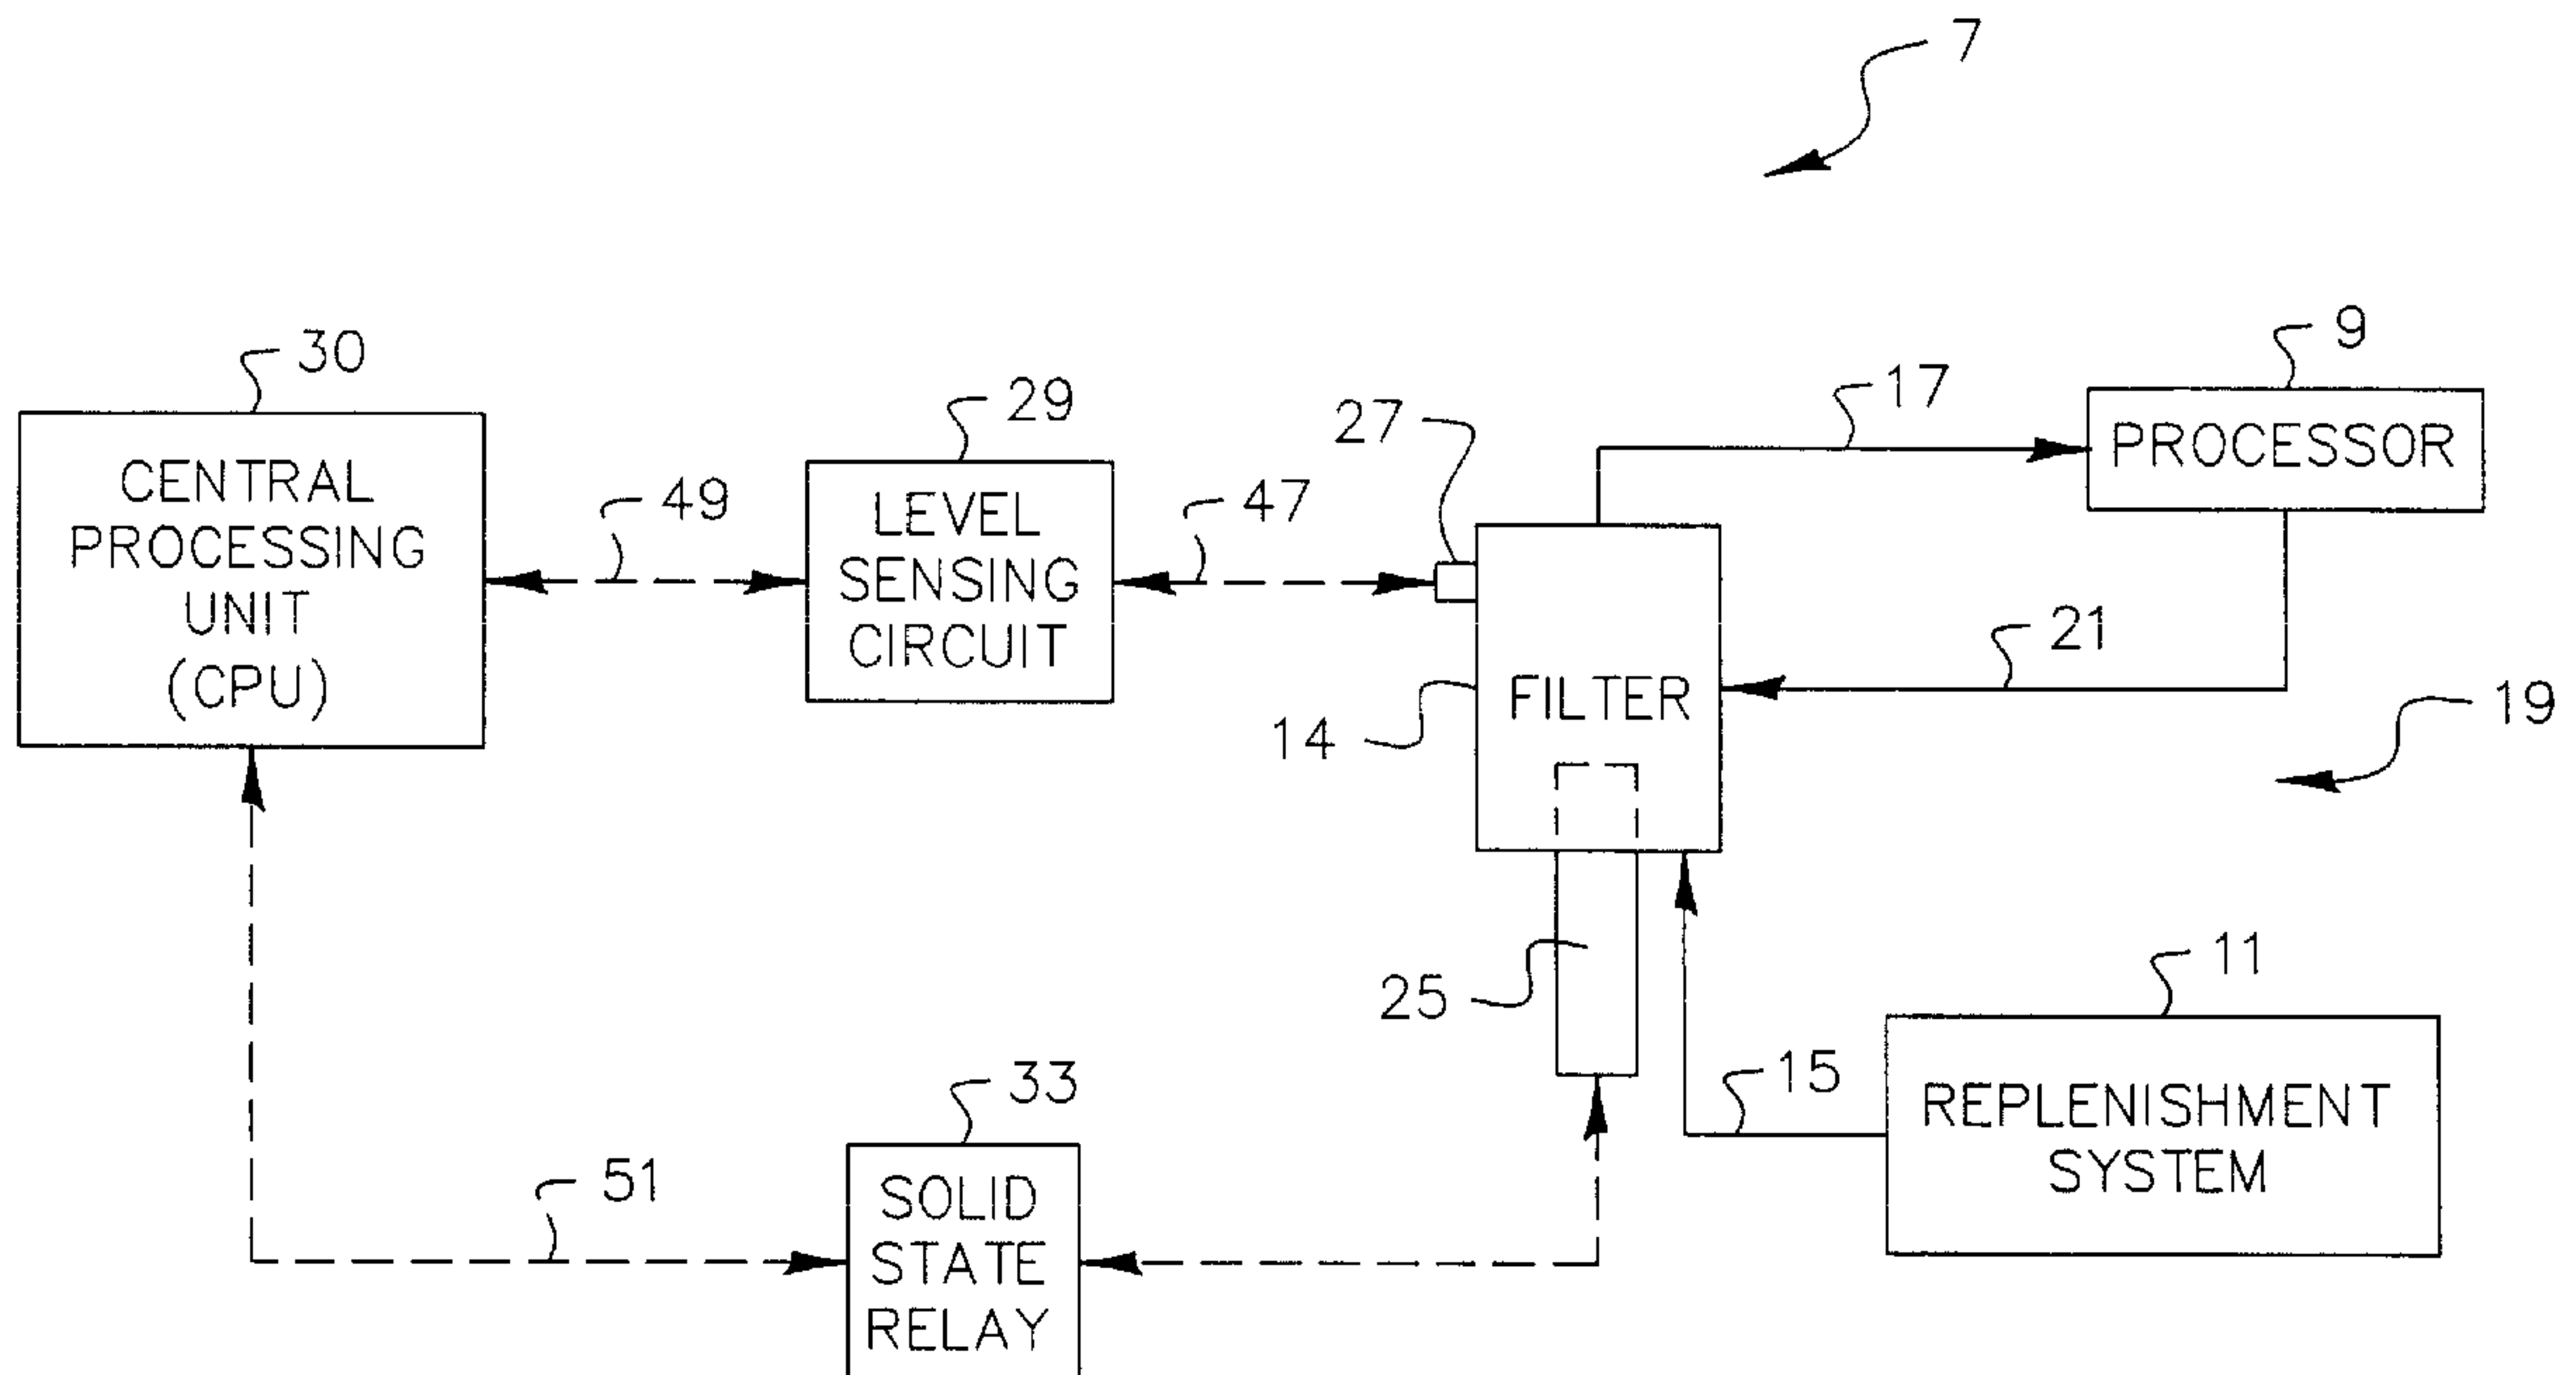 7
30
CENTRAL
PROCESSING
UNIT
(CPU)
49
29
LEVEL
SENSING
CIRCUIT
47
27
17
9
PROCESSOR
14
FILTER
21
19
25
15
11
REPLENISHMENT
SYSTEM
51
33
SOLID
STATE
RELAY